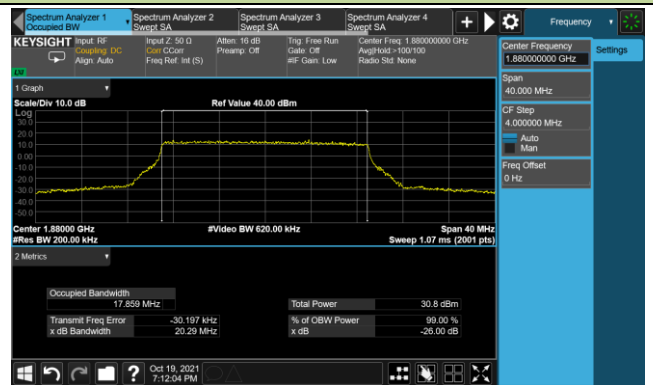 Spectrum Analyzer 1
Occupied BW
Spectrum Analyzer 2
Swept SA
Spectrum Analyzer 3
Swept SA
Spectrum Analyzer 4
Swept SA
Frequency
KEYSIGHT
Input: RF
Coupling: DC
Align: Auto
Input Z: 50 Ω
Corr CCorr
Freq Ref: Int (S)
Atten: 16 dB
Preamp: Off
Trig: Free Run
Gate: Off
#IF Gain: Low
Center Freq: 1.880000000 GHz
Avg|Hold:>100/100
Radio Std: None
Center Frequency
1.880000000 GHz
Settings
Span
40.000 MHz
CF Step
4.000000 MHz
Auto
Man
Freq Offset
0 Hz
1 Graph
Scale/Div 10.0 dB
Ref Value 40.00 dBm
Log
30.0
20.0
10.0
0.00
-10.0
-20.0
-30.0
-40.0
-50.0
Center 1.88000 GHz
#Res BW 200.00 kHz
#Video BW 620.00 kHz
Span 40 MHz
Sweep 1.07 ms (2001 pts)
2 Metrics
Occupied Bandwidth
17.859 MHz
Total Power 30.8 dBm
Transmit Freq Error -30.197 kHz
% of OBW Power 99.00 %
x dB Bandwidth 20.29 MHz
x dB -26.00 dB
Oct 19, 2021
7:12:04 PM